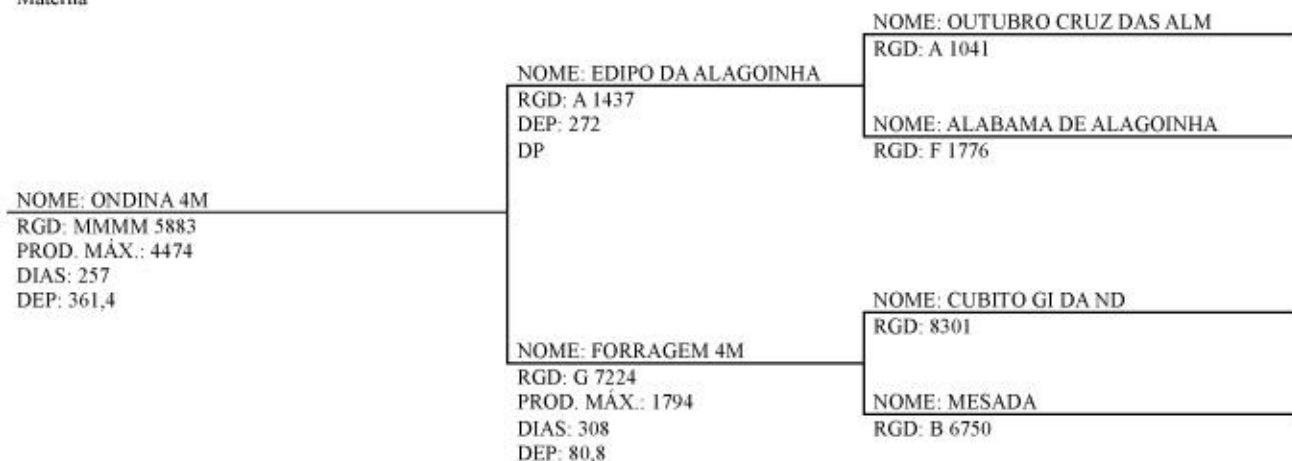 Materna
NOME: ONDINA 4M
RGD: MMMM 5883
PROD. MÁX.: 4474
DIAS: 257
DEP: 361,4
NOME: EDIPO DA ALAGOINHA
RGD: A 1437
DEP: 272
DP
NOME: OUTUBRO CRUZ DAS ALM
RGD: A 1041
NOME: ALABAMA DE ALAGOINHA
RGD: F 1776
NOME: FORRAGEM 4M
RGD: G 7224
PROD. MÁX.: 1794
DIAS: 308
DEP: 80,8
NOME: CUBITO GI DA ND
RGD: 8301
NOME: MESADA
RGD: B 6750